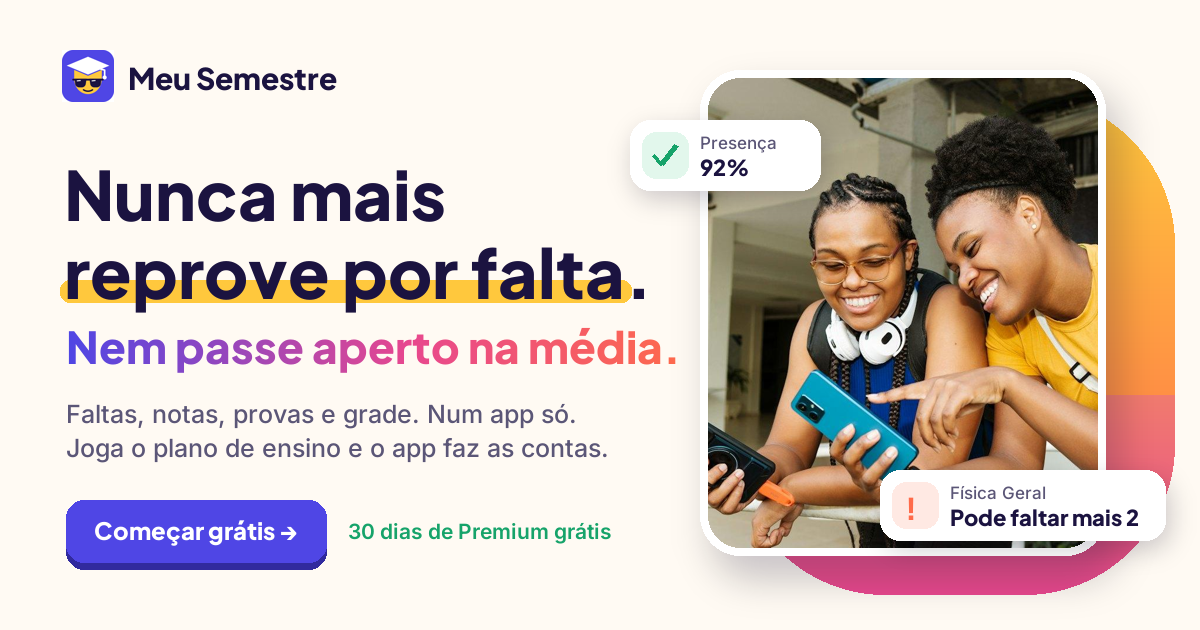 Meu Semestre
Nunca mais
reprove por falta.
Nem passe aperto na média.
Faltas, notas, provas e grade. Num app só.
Joga o plano de ensino e o app faz as contas.
Começar grátis →
30 dias de Premium grátis
Presença
92%
!
Física Geral
Pode faltar mais 2